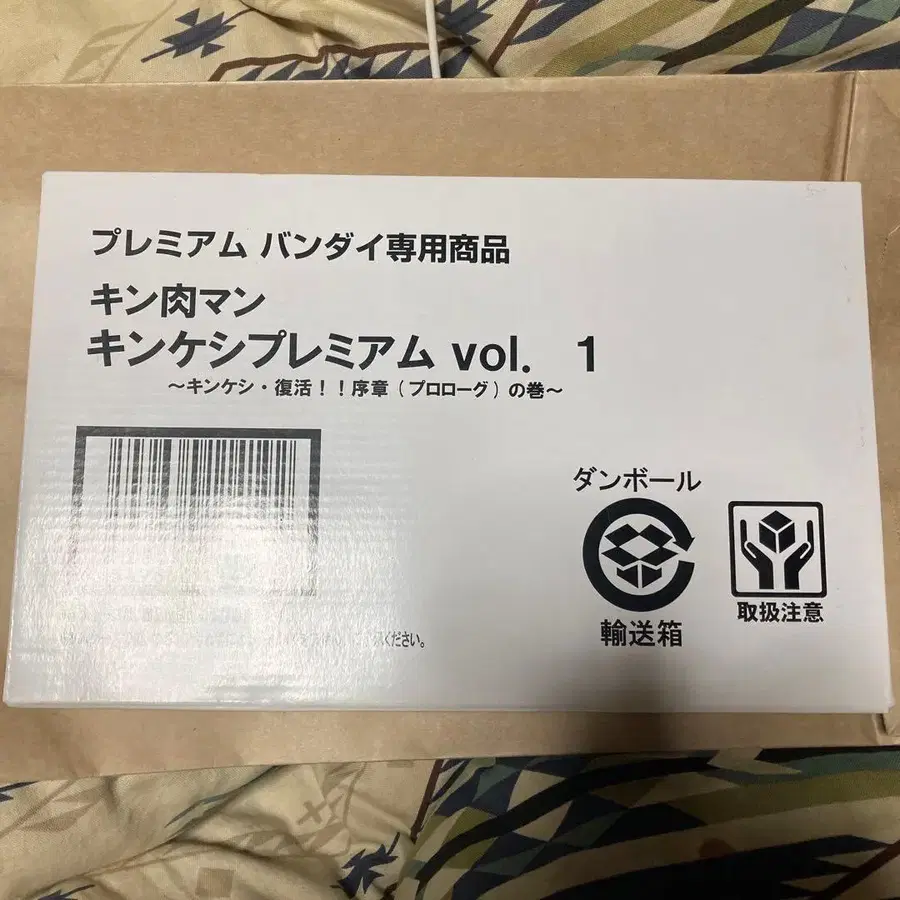 プレミアム バンダイ専用商品
キン肉マン
キンケシプレミアム vol. 1
～キンケシ・復活！！序章（プロローグ）の巻～
ダンボール
輸送箱
取扱注意
ください。